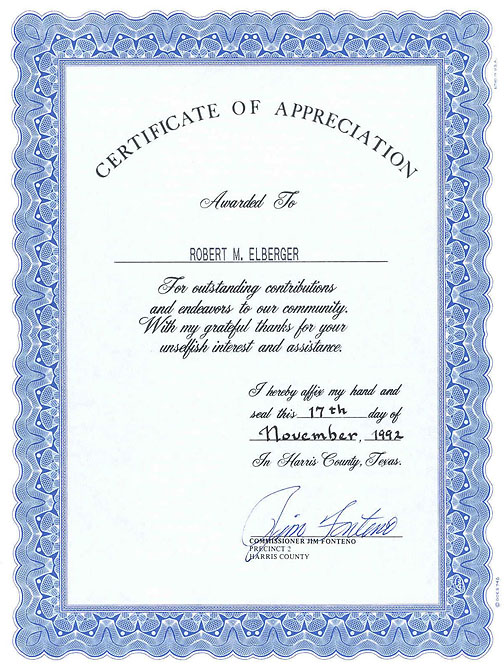 CERTIFICATE OF APPRECIATION
Awarded To
ROBERT M. ELBERGER
For outstanding contributions
and endeavors to our community.
With my grateful thanks for your
unselfish interest and assistance.
I hereby affix my hand and
seal this 17th day of
November, 1992
In Harris County, Texas.
Jim Fonteno
COMMISSIONER JIM FONTENO
PRECINCT 2
HARRIS COUNTY